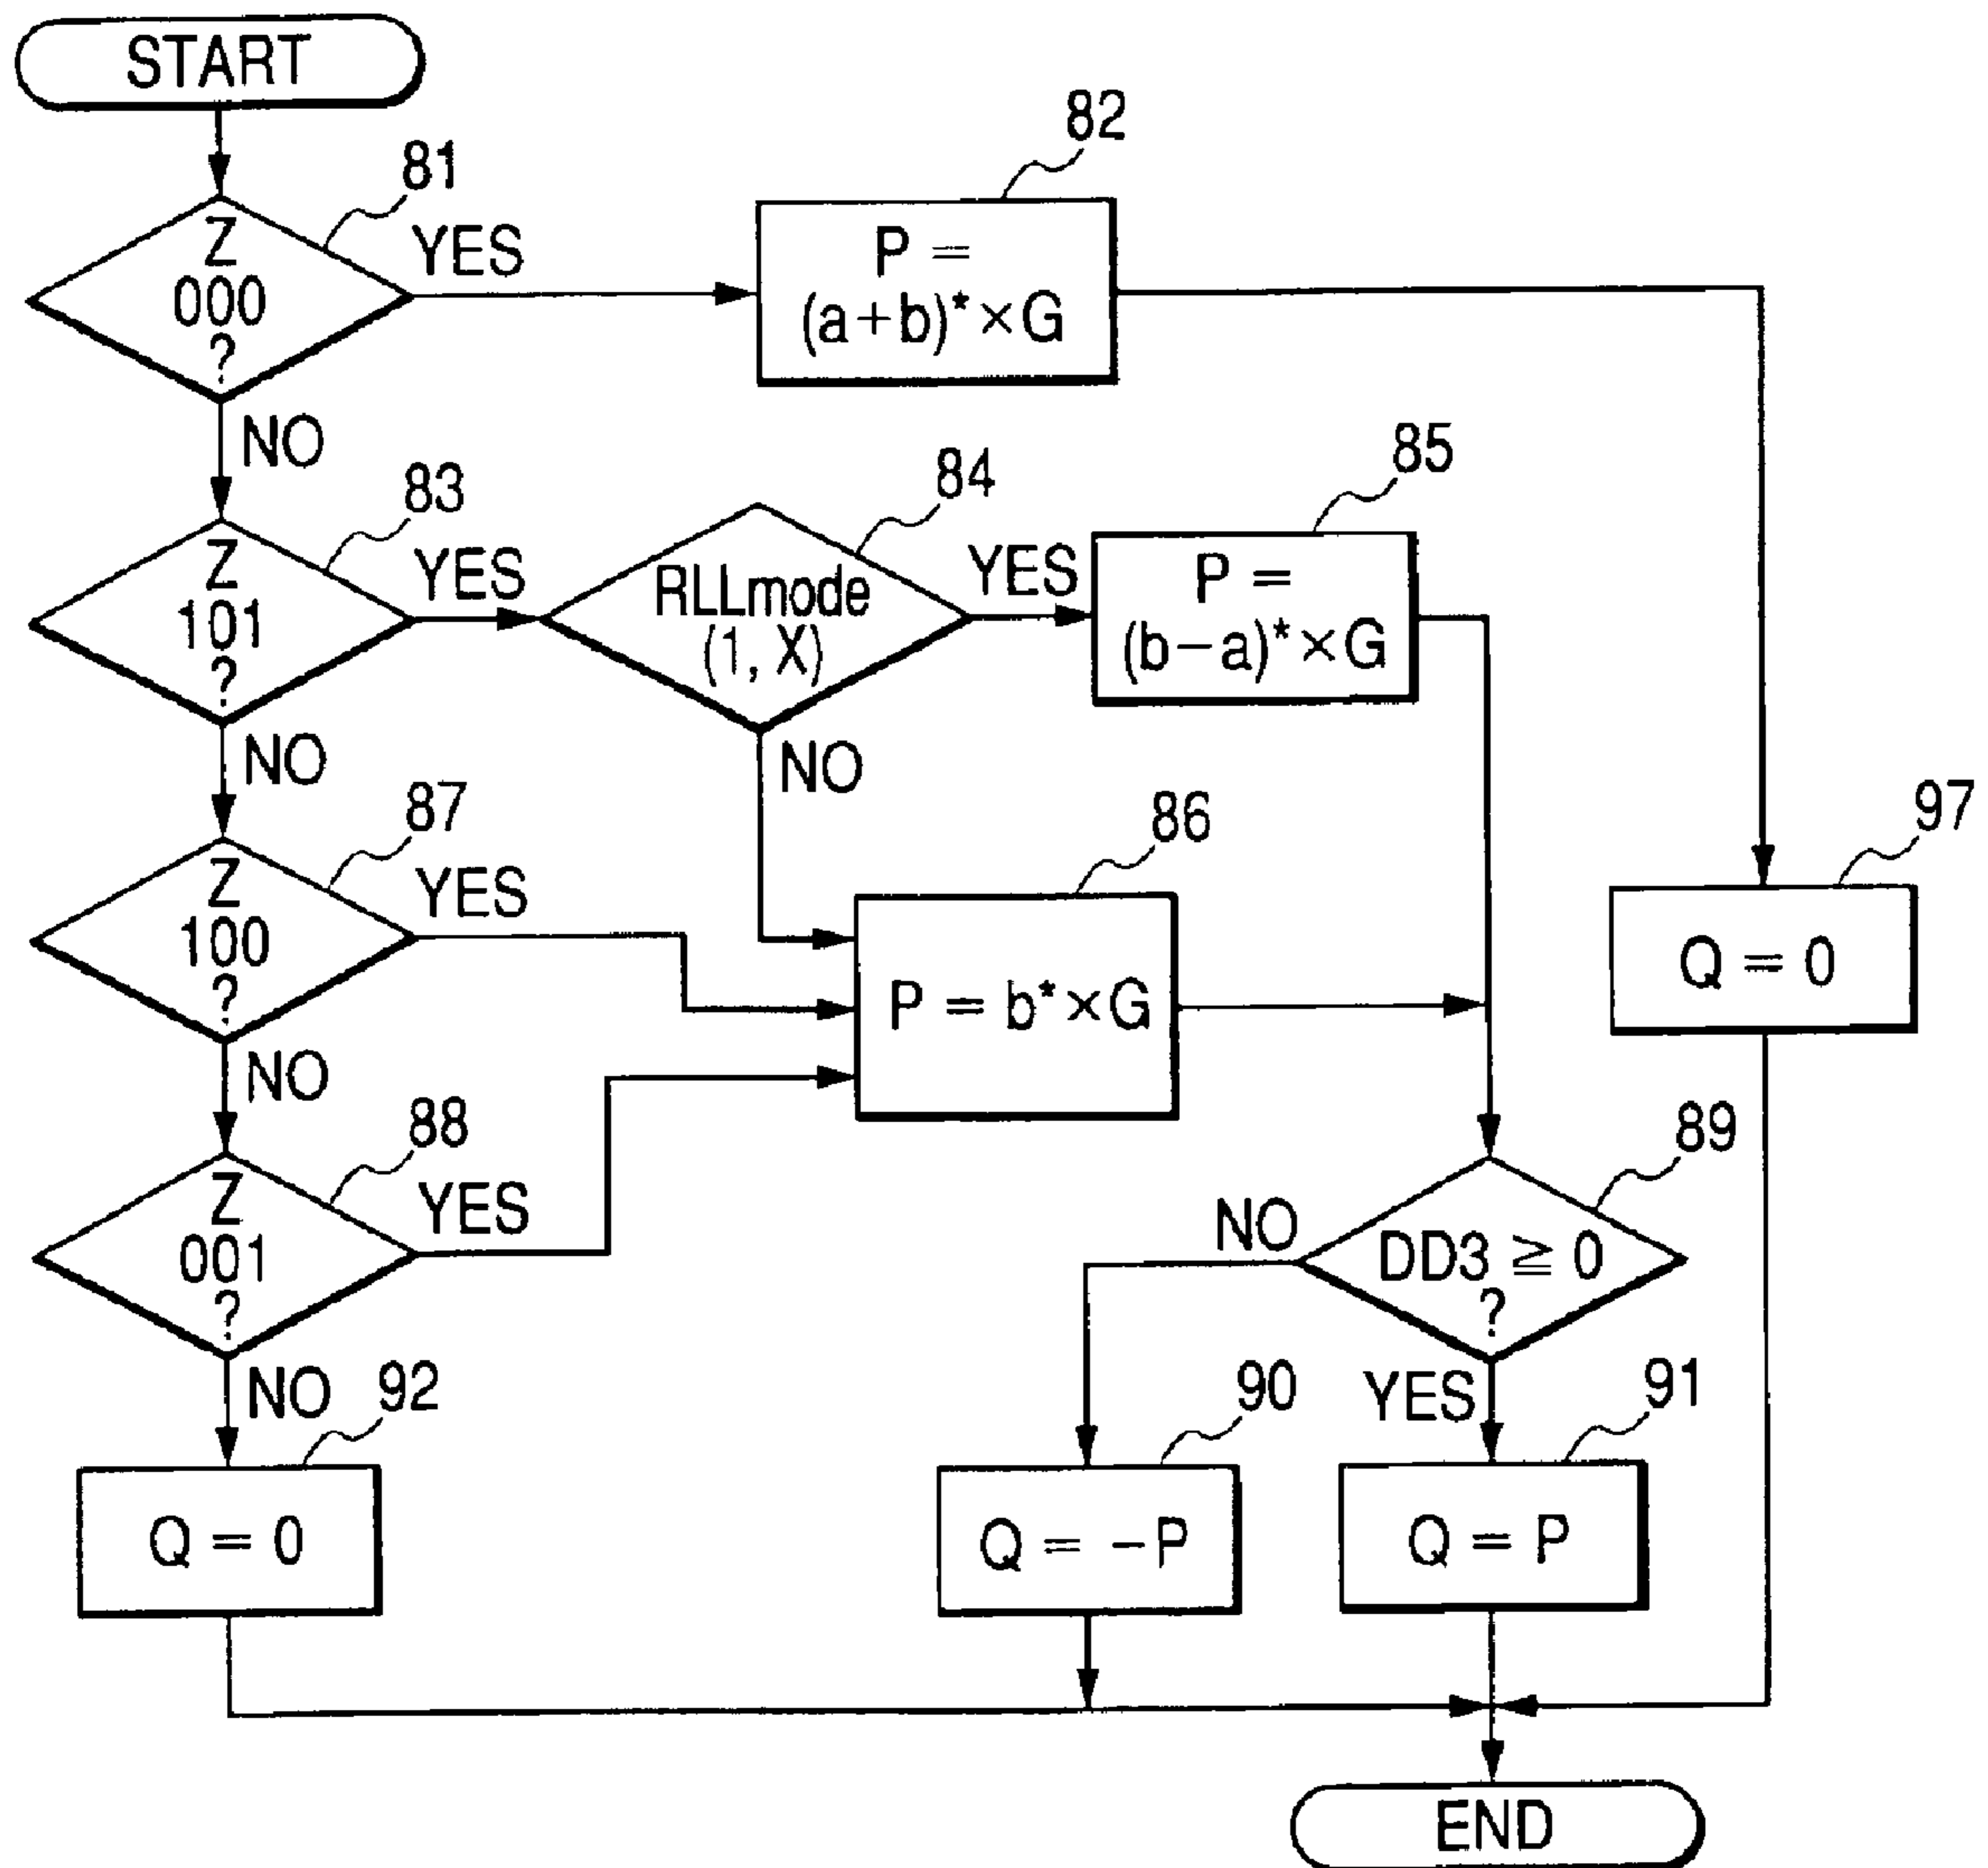 START
81
Z
000
?
YES
NO
82
P =
(a+b)*×G
83
Z
101
?
YES
NO
84
RLLmode
(1, X)
YES
NO
85
P =
(b−a)*×G
87
Z
100
?
YES
NO
86
P = b*×G
97
Q = 0
88
Z
001
?
YES
NO
89
DD3 ≧ 0
?
NO
YES
92
Q = 0
90
Q = −P
91
Q = P
END